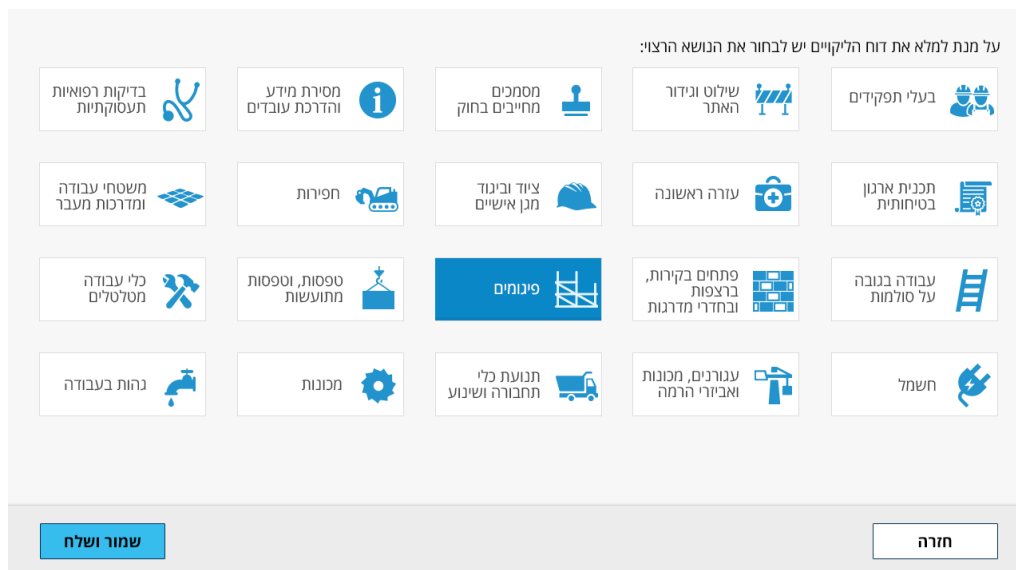 על מנת למלא את דוח הליקויים יש לבחור את הנושא הרצוי:
בעלי תפקידים
שילוט וגידור
האתר
מסמכים
מחייבים בחוק
מסירת מידע
והדרכת עובדים
בדיקות רפואיות
תעסוקתיות
תכנית ארגון
בטיחותית
עזרה ראשונה
ציוד וביגוד
מגן אישיים
חפירות
משטחי עבודה
ומדרכות מעבר
עבודה בגובה
על סולמות
פתחים בקירות,
ברצפות
ובחדרי מדרגות
פיגומים
טפסות, וטפסות
מתועשות
כלי עבודה
מטלטלים
חשמל
עגורנים, מכונות
ואביזרי הרמה
תנועת כלי
תחבורה ושינוע
מכונות
גהות בעבודה
חזרה
שמור ושלח